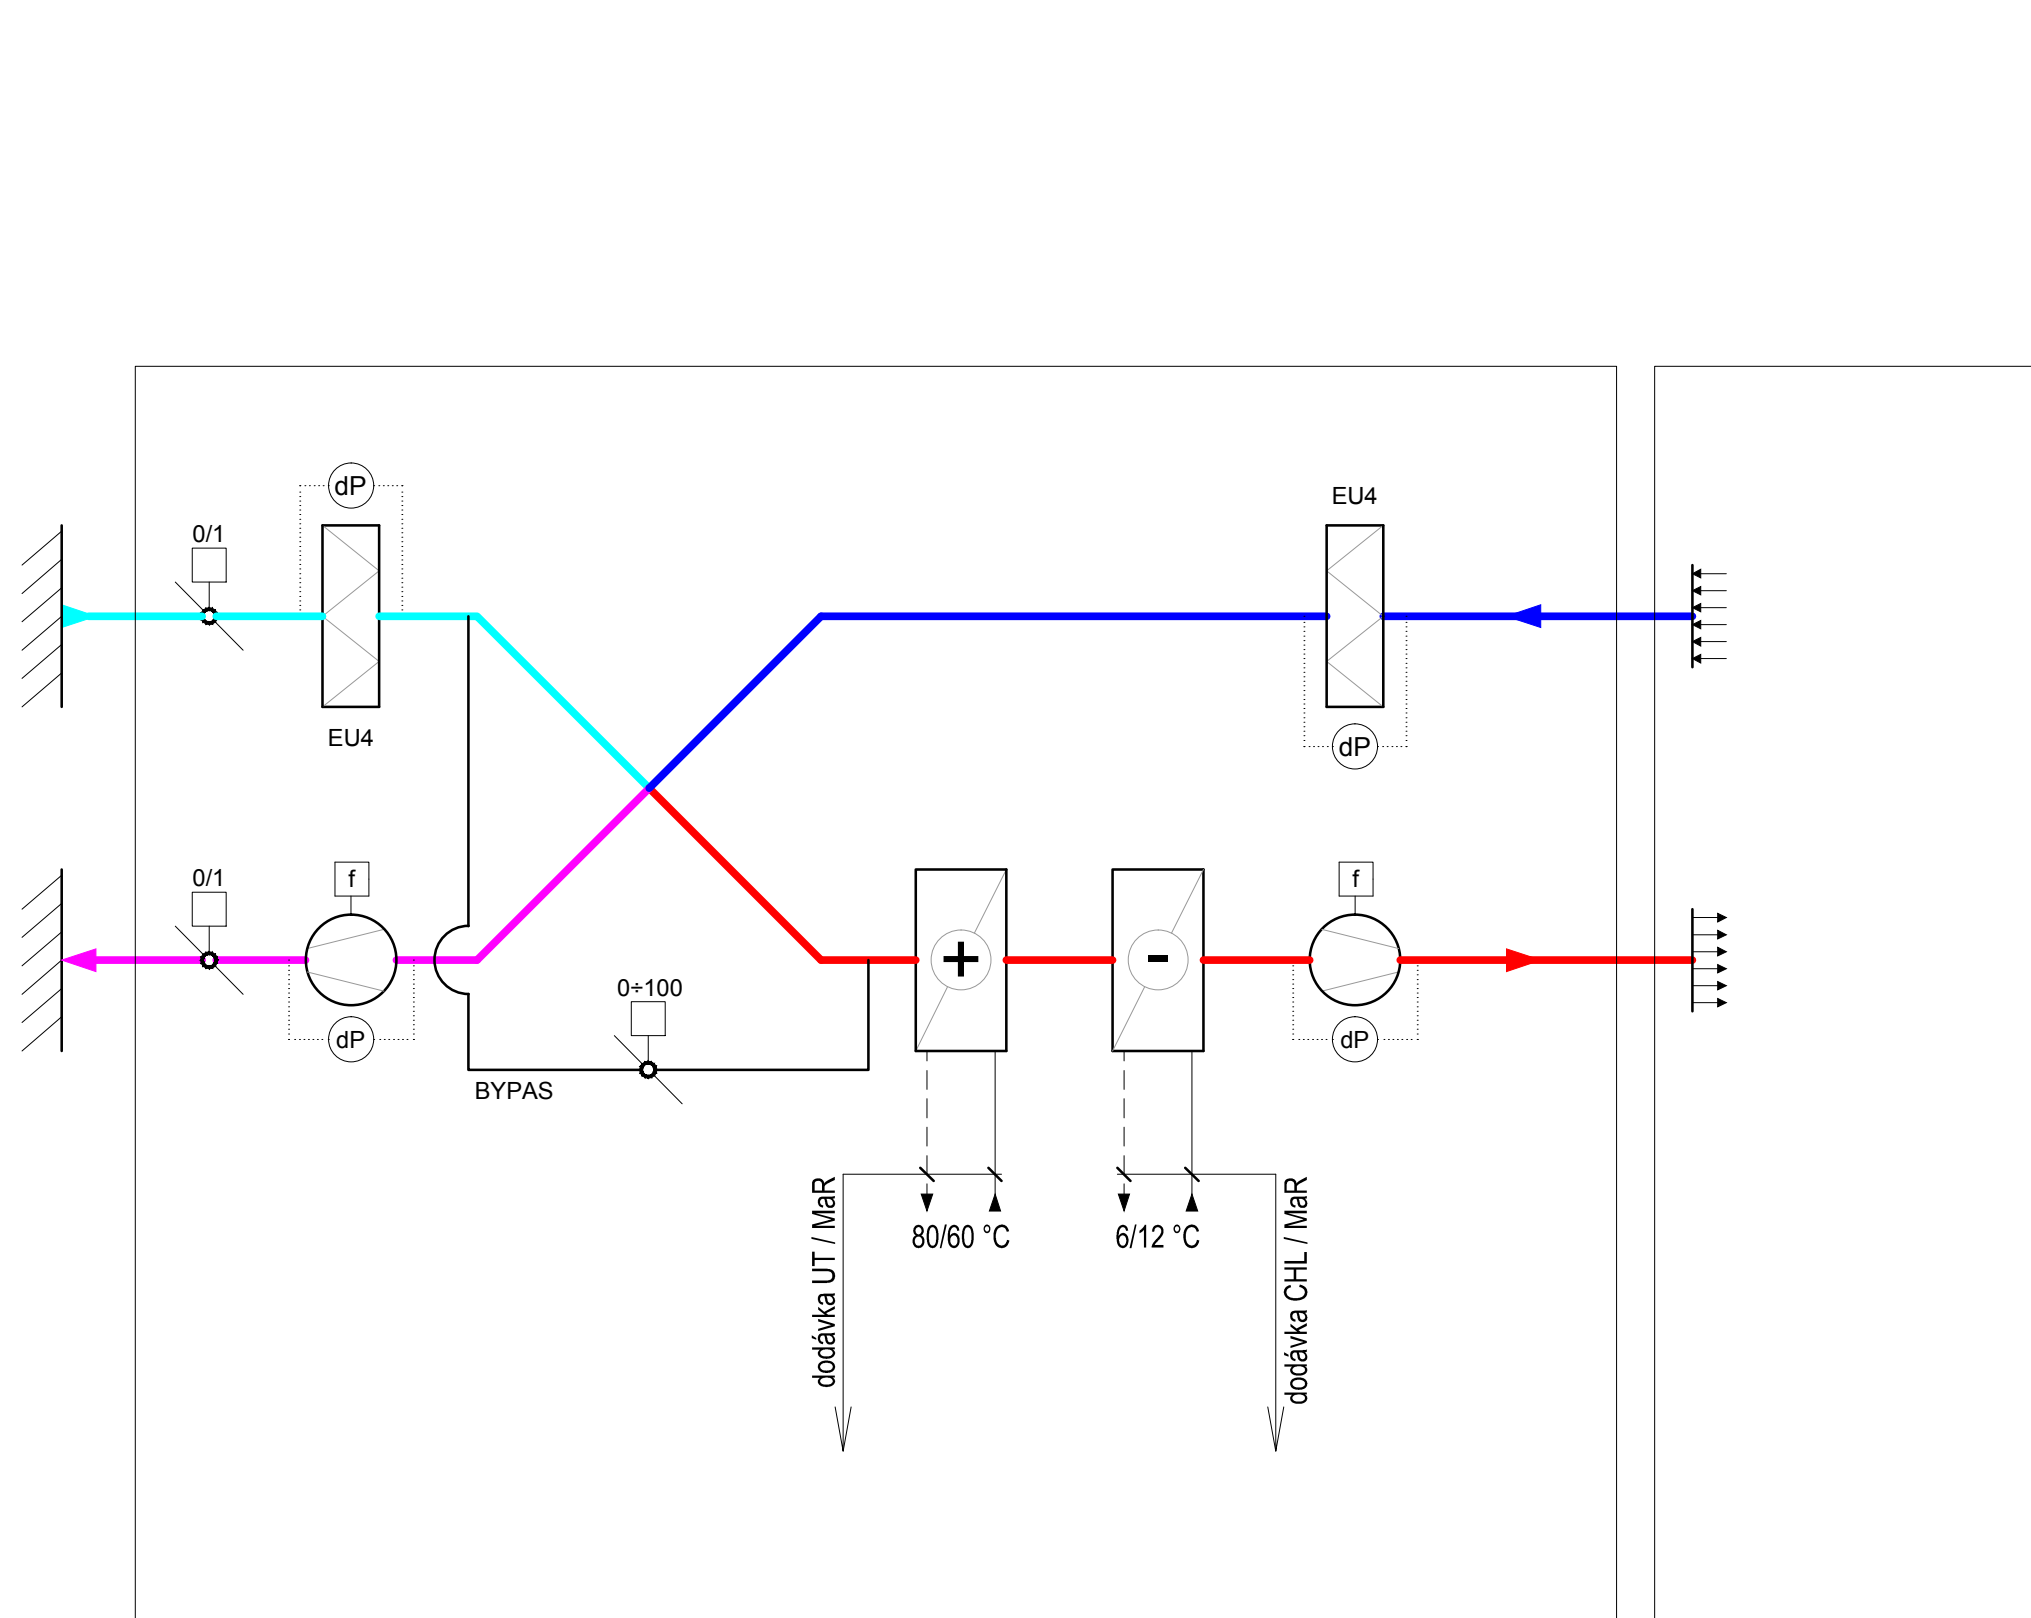 dP
EU4
0/1
EU4
dP
0/1
f
f
0÷100
dP
dP
BYPAS
dodávka UT / MaR
80/60 °C
6/12 °C
dodávka CHL / MaR